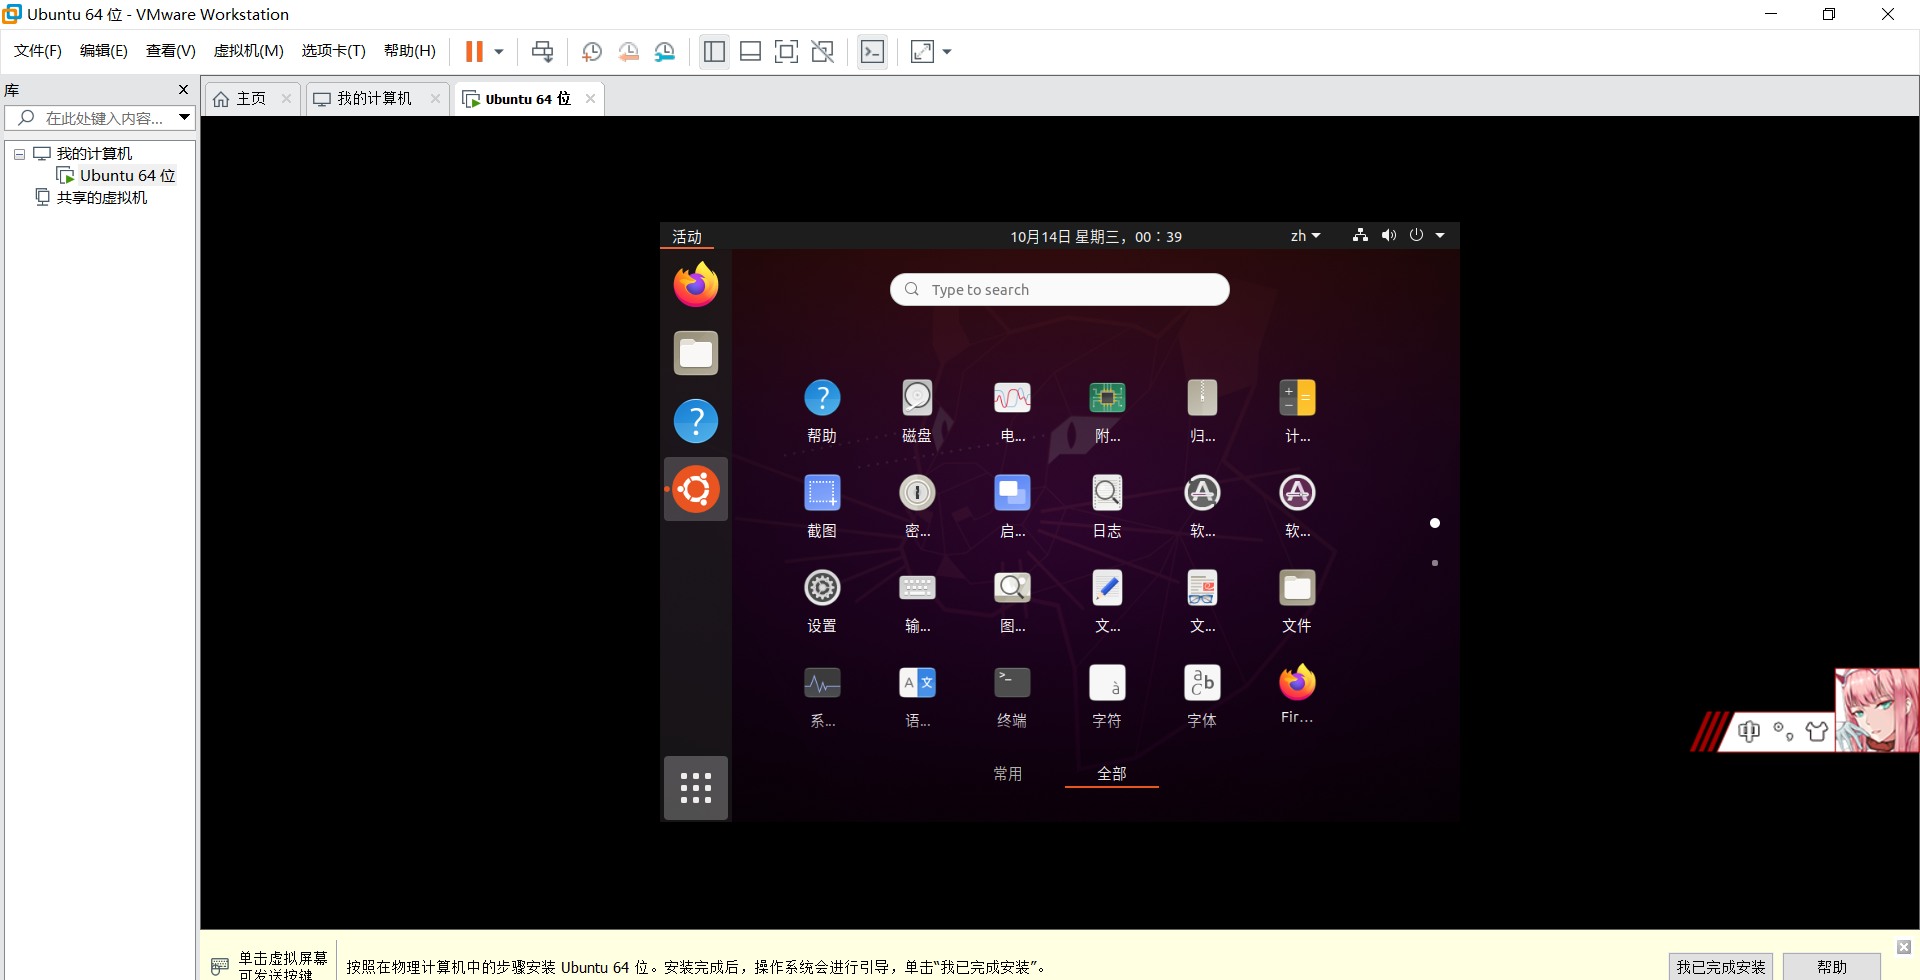 Ubuntu 64 位 - VMware Workstation
文件(F) 编辑(E) 查看(V) 虚拟机(M) 选项卡(T) 帮助(H)
库
在此处键入内容...
我的计算机
Ubuntu 64 位
共享的虚拟机
主页 我的计算机 Ubuntu 64 位
活动 10月14日 星期三，00：39 zh
Type to search
帮助 磁盘 电... 附... 归... 计...
截图 密... 启... 日志 软... 软...
设置 输... 图... 文... 文... 文件
系... 语... 终端 字符 字体 Fir...
常用 全部
中
单击虚拟屏幕
可发送按键
按照在物理计算机中的步骤安装 Ubuntu 64 位。安装完成后，操作系统会进行引导，单击“我已完成安装”。
我已完成安装 帮助